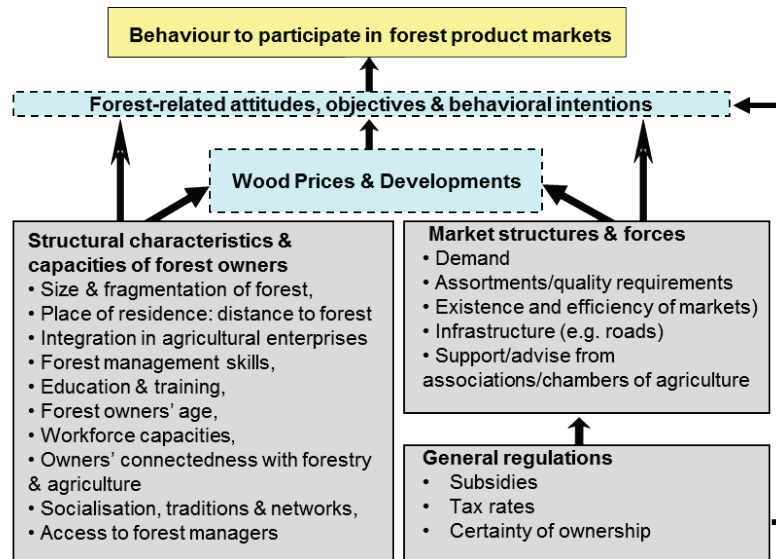 Behaviour to participate in forest product markets
Forest-related attitudes, objectives & behavioral intentions
Wood Prices & Developments
Structural characteristics &
capacities of forest owners
• Size & fragmentation of forest,
• Place of residence: distance to forest
• Integration in agricultural enterprises
• Forest management skills,
• Education & training,
• Forest owners' age,
• Workforce capacities,
• Owners' connectedness with forestry
& agriculture
• Socialisation, traditions & networks,
• Access to forest managers
Market structures & forces
• Demand
• Assortments/quality requirements
• Existence and efficiency of markets)
• Infrastructure (e.g. roads)
• Support/advise from
associations/chambers of agriculture
General regulations
• Subsidies
• Tax rates
• Certainty of ownership